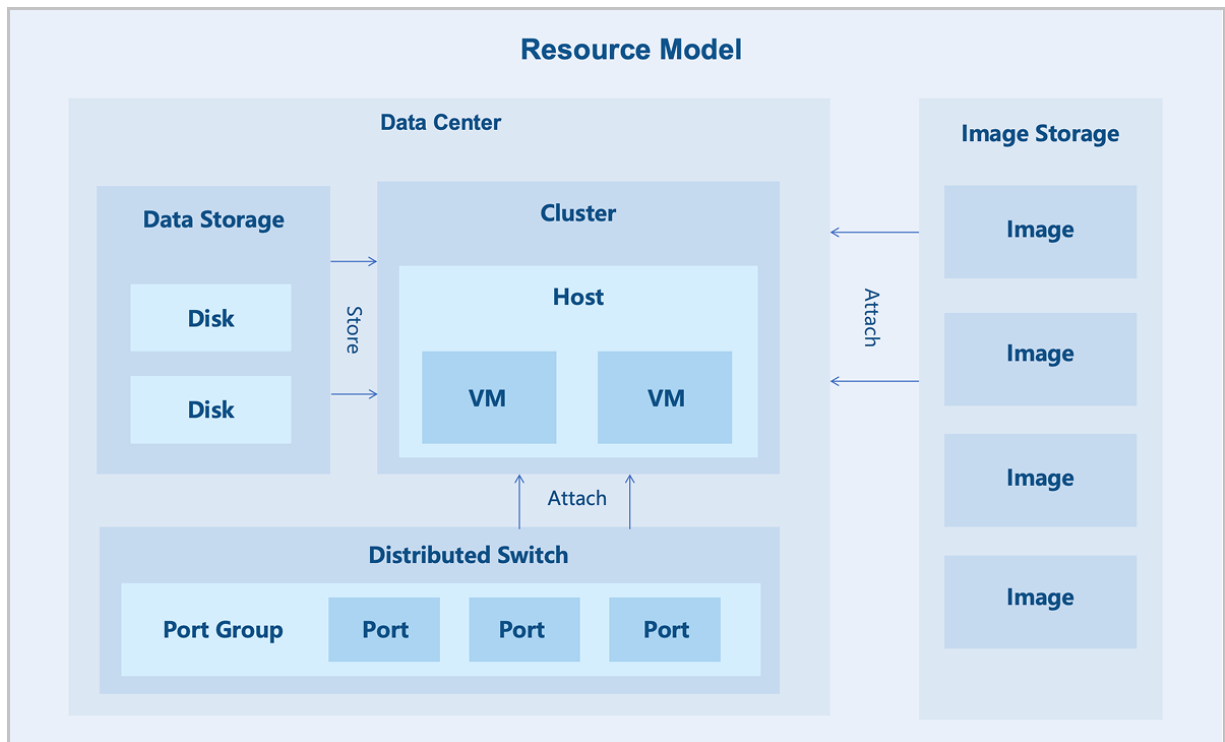 Resource Model
Data Center
Data Storage
Disk
Disk
Store
Cluster
Host
VM
VM
Attach
Distributed Switch
Port Group
Port
Port
Port
Attach
Image Storage
Image
Image
Image
Image